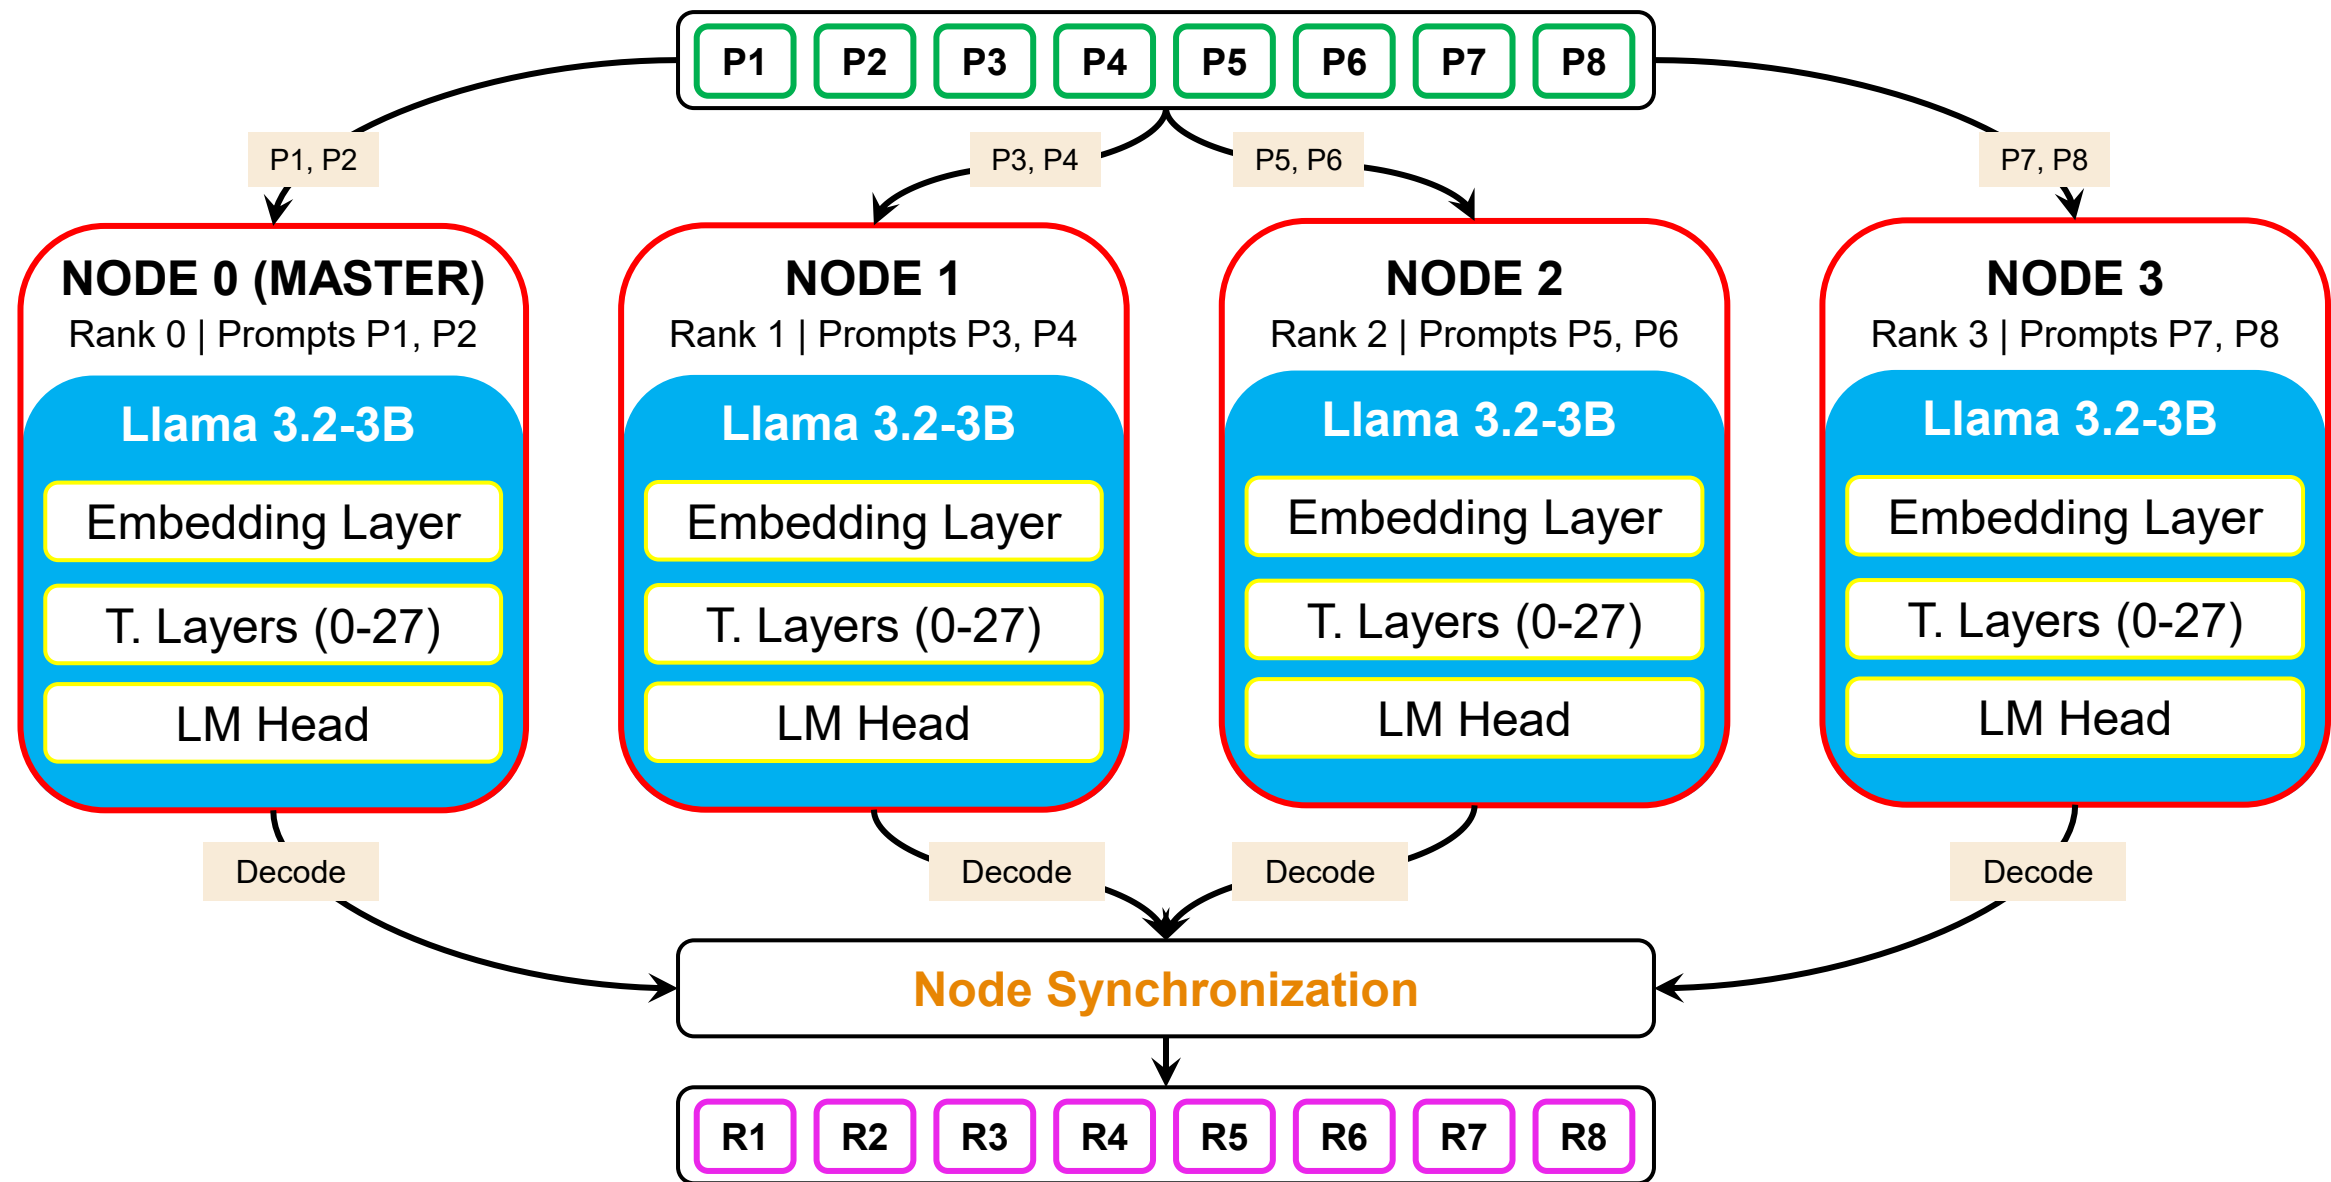 P1 P2 P3 P4 P5 P6 P7 P8
P1, P2
P3, P4
P5, P6
P7, P8
NODE 0 (MASTER)
Rank 0 | Prompts P1, P2
Llama 3.2-3B
Embedding Layer
T. Layers (0-27)
LM Head
NODE 1
Rank 1 | Prompts P3, P4
Llama 3.2-3B
Embedding Layer
T. Layers (0-27)
LM Head
NODE 2
Rank 2 | Prompts P5, P6
Llama 3.2-3B
Embedding Layer
T. Layers (0-27)
LM Head
NODE 3
Rank 3 | Prompts P7, P8
Llama 3.2-3B
Embedding Layer
T. Layers (0-27)
LM Head
Decode
Decode
Decode
Decode
Node Synchronization
R1 R2 R3 R4 R5 R6 R7 R8